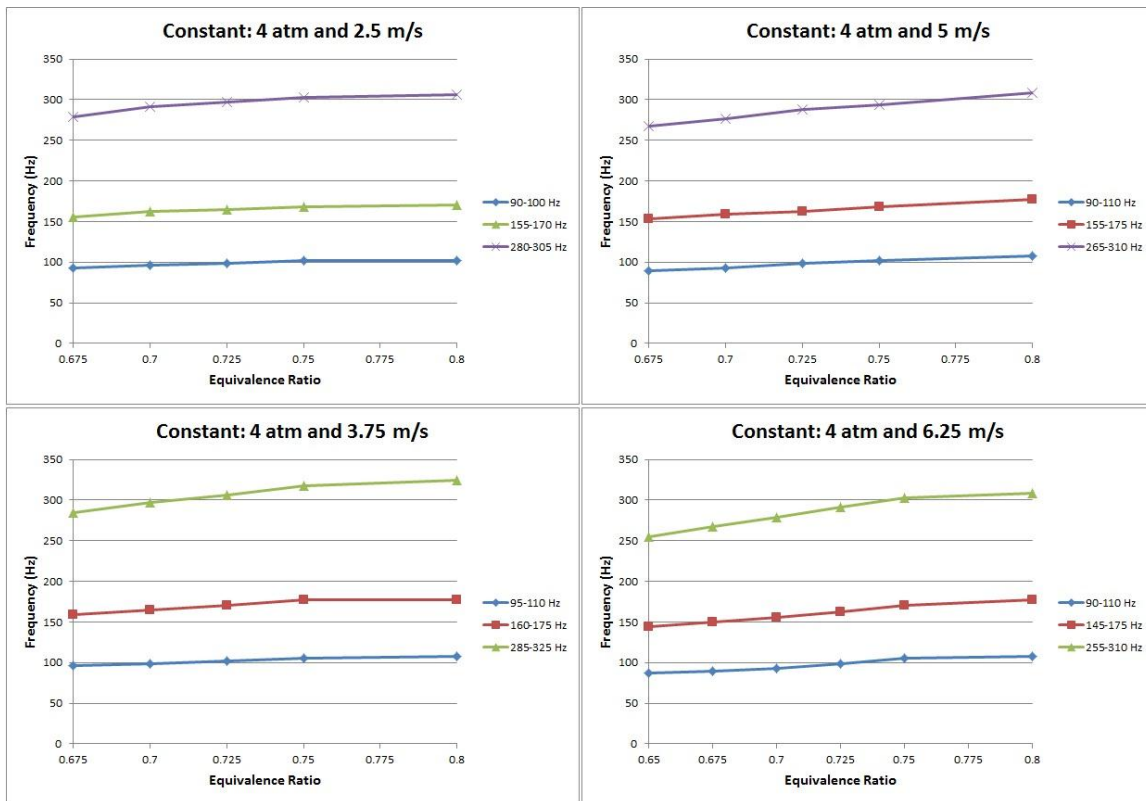 Constant: 4 atm and 2.5 m/s
350
300
250
200
150
100
50
0
Frequency (Hz)
0.675 0.7 0.725 0.75 0.775 0.8
Equivalence Ratio
90-100 Hz
155-170 Hz
280-305 Hz
Constant: 4 atm and 5 m/s
350
300
250
200
150
100
50
0
Frequency (Hz)
0.675 0.7 0.725 0.75 0.775 0.8
Equivalence Ratio
90-110 Hz
155-175 Hz
265-310 Hz
Constant: 4 atm and 3.75 m/s
350
300
250
200
150
100
50
0
Frequency (Hz)
0.675 0.7 0.725 0.75 0.775 0.8
Equivalence Ratio
95-110 Hz
160-175 Hz
285-325 Hz
Constant: 4 atm and 6.25 m/s
350
300
250
200
150
100
50
0
Frequency (Hz)
0.65 0.675 0.7 0.725 0.75 0.775 0.8
Equivalence Ratio
90-110 Hz
145-175 Hz
255-310 Hz